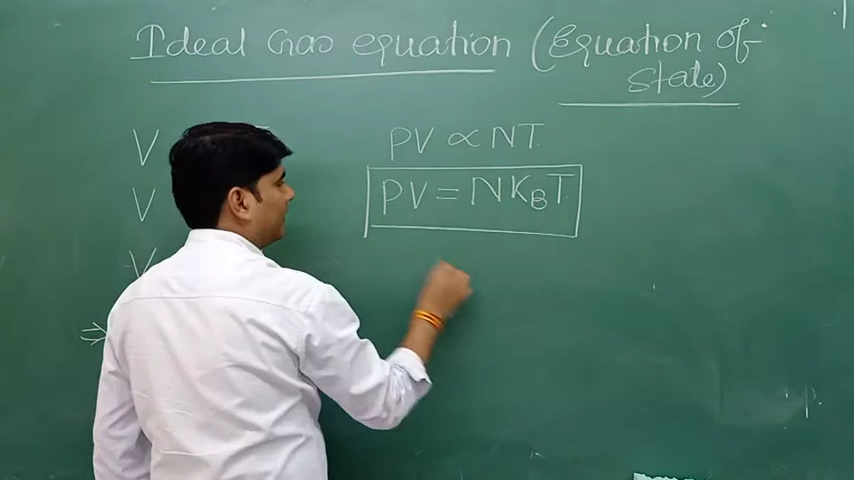 Ideal Gas equation (Equation of
State)
V
PV ∝ NT
V
PV = NK_BT
V
⇒